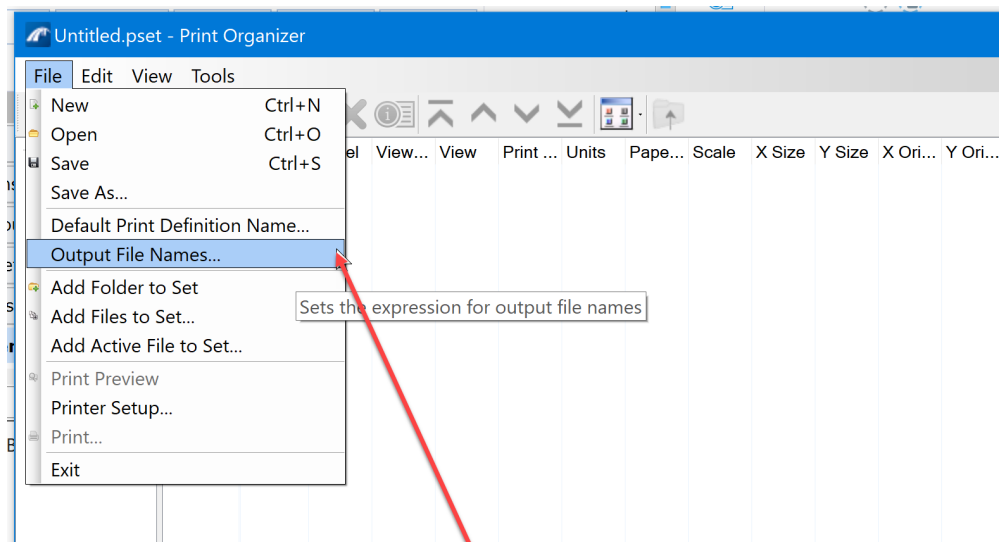 Untitled.pset - Print Organizer
File Edit View Tools
New Ctrl+N
Open Ctrl+O
Save Ctrl+S
Save As...
Default Print Definition Name...
Output File Names...
Add Folder to Set
Add Files to Set...
Add Active File to Set...
Print Preview
Printer Setup...
Print...
Exit
el View... View Print ... Units Pape... Scale X Size Y Size X Ori... Y Ori...
Sets the expression for output file names